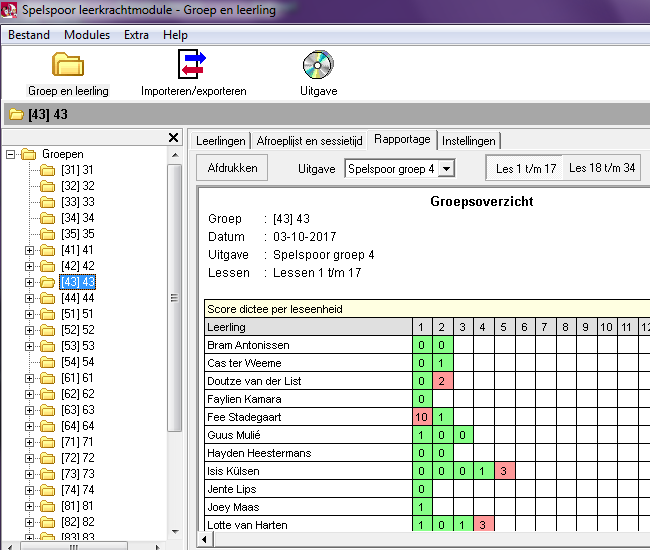 Spelspoor leerkrachtmodule - Groep en leerling
Bestand Modules Extra Help
Groep en leerling Importeren/exporteren Uitgave
[43] 43
Groepen
[31] 31
[32] 32
[33] 33
[34] 34
[35] 35
[41] 41
[42] 42
[43] 43
[44] 44
[51] 51
[52] 52
[53] 53
[54] 54
[61] 61
[62] 62
[63] 63
[64] 64
[71] 71
[72] 72
[73] 73
[74] 74
[81] 81
[82] 82
[83] 83
Leerlingen Afroeplijst en sessietijd Rapportage Instellingen
Afdrukken Uitgave Spelspoor groep 4 Les 1 t/m 17 Les 18 t/m 34
Groepsoverzicht
Groep : [43] 43
Datum : 03-10-2017
Uitgave : Spelspoor groep 4
Lessen : Lessen 1 t/m 17
Score dictee per leseenheid
Leerling 1 2 3 4 5 6 7 8 9 10 11 12
Bram Antonissen 0 0
Cas ter Weeme 0 1
Doutze van der List 0 2
Faylien Kamara 0
Fee Stadegaart 10 1
Guus Mulié 1 0 0
Hayden Heestermans 0 0
Isis Külsen 0 0 0 1 3
Jente Lips 0
Joey Maas 1
Lotte van Harten 1 0 1 3